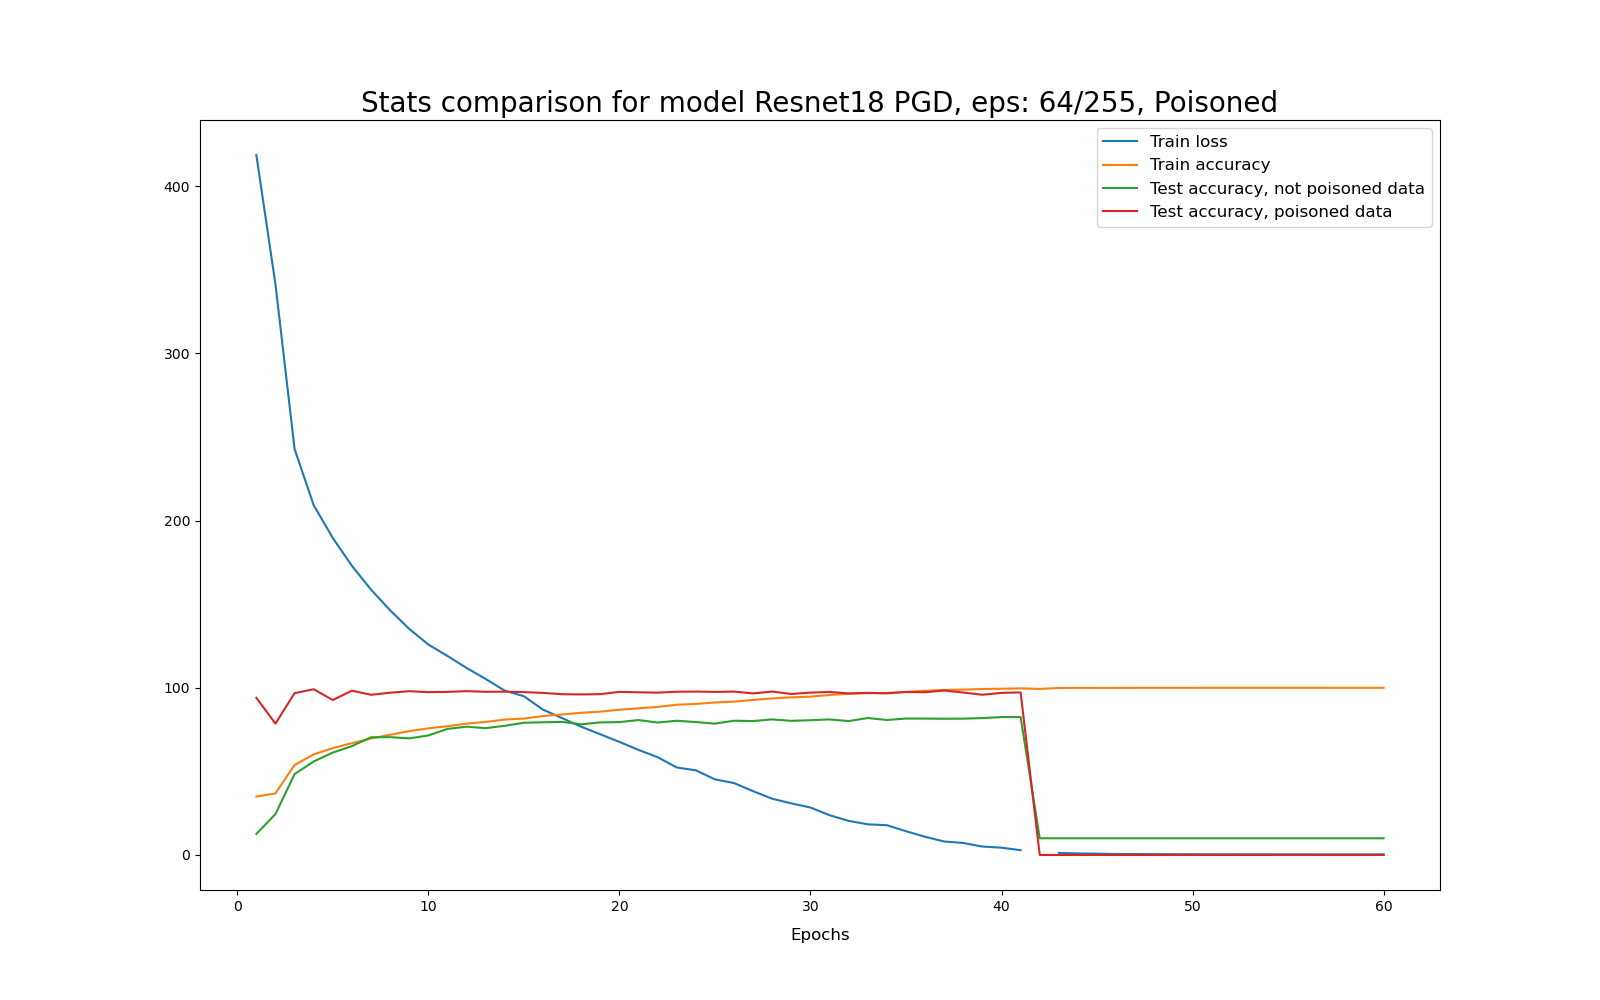 Stats comparison for model Resnet18 PGD, eps: 64/255, Poisoned
Train loss
Train accuracy
Test accuracy, not poisoned data
Test accuracy, poisoned data
400
300
200
100
0
0 10 20 30 40 50 60
Epochs